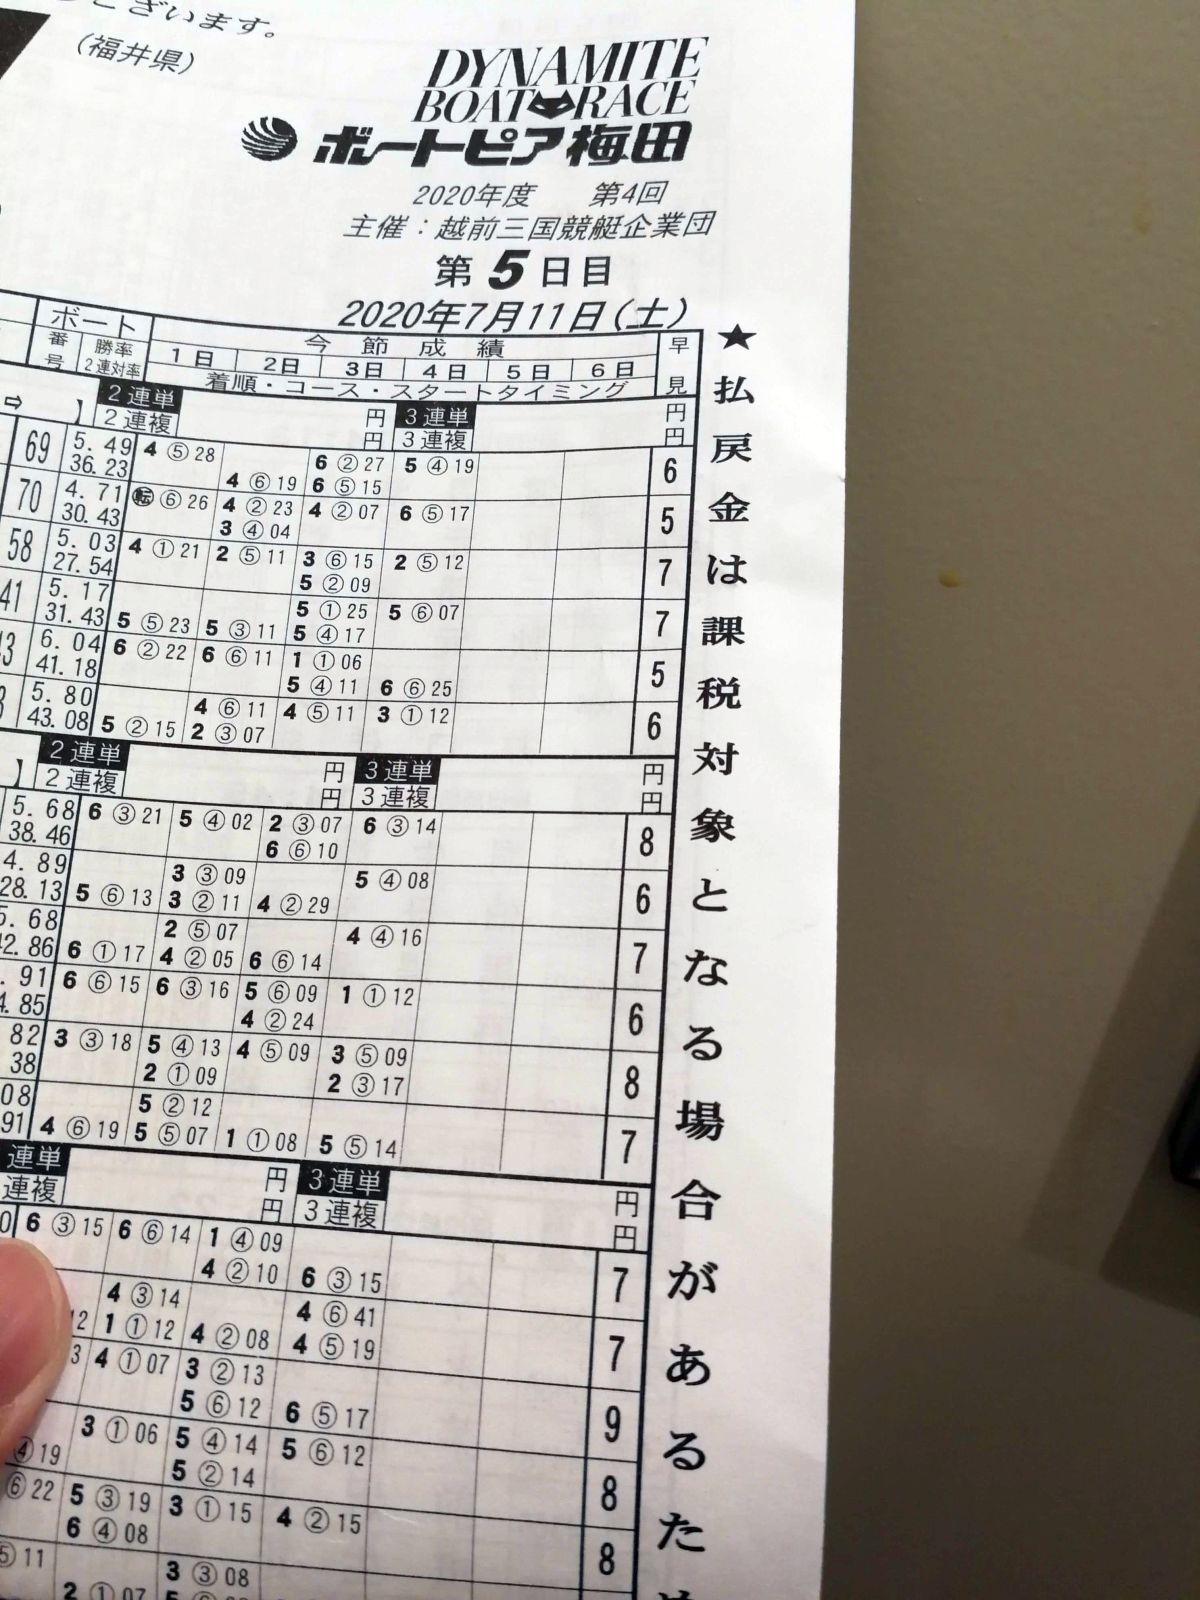 ございます。
(福井県)
DYNAMITE
BOAT RACE
ボートピア梅田
2020年度 第4回
主催：越前三国競艇企業団
第5日目
2020年7月11日(土)
★払戻金は課税対象となる場合があるため
ボート 今節成績 早見
番号 勝率 2連対率 1日 2日 3日 4日 5日 6日
着順・コース・スタートタイミング
⇨ 】 2連単 円 3連単 円
2連複 円 3連複 円
69 5.49 4 ⑤ 28 6 ② 27 5 ④ 19 6
36.23 4 ⑥ 19 6 ⑤ 15
70 4.71 ㊀転 ⑥ 26 4 ② 23 4 ② 07 6 ⑤ 17 5
30.43 3 ④ 04
58 5.03 4 ① 21 2 ⑤ 11 3 ⑥ 15 2 ⑤ 12 7
27.54 5 ② 09
41 5.17 5 ① 25 5 ⑥ 07 7
31.43 5 ⑤ 23 5 ③ 11 5 ④ 17
3 6.04 6 ② 22 6 ⑥ 11 1 ① 06 5
41.18 5 ④ 11 6 ⑥ 25
5.80 4 ⑥ 11 4 ⑤ 11 3 ① 12 6
43.08 5 ② 15 2 ③ 07
】 2連単 円 3連単 円
2連複 円 3連複 円
5.68 6 ③ 21 5 ④ 02 2 ③ 07 6 ③ 14 8
38.46 6 ⑥ 10
4.89 3 ③ 09 5 ④ 08 6
28.13 5 ⑥ 13 3 ② 11 4 ② 29
5.68 2 ⑤ 07 4 ④ 16 7
2.86 6 ① 17 4 ② 05 6 ⑥ 14
.91 6 ⑥ 15 6 ③ 16 5 ⑥ 09 1 ① 12 6
4.85 4 ② 24
82 3 ③ 18 5 ④ 13 4 ⑤ 09 3 ⑤ 09 8
38 2 ① 09 2 ③ 17
08 5 ② 12 7
91 4 ⑥ 19 5 ⑤ 07 1 ① 08 5 ⑤ 14
連単 円 3連単 円
連複 円 3連複 円
0 6 ③ 15 6 ⑥ 14 1 ④ 09 7
4 ② 10 6 ③ 15
4 ③ 14 4 ⑥ 41 7
12 1 ① 12 4 ② 08 4 ⑤ 19
3 4 ① 07 3 ② 13 9
5 ⑥ 12 6 ⑤ 17
3 ① 06 5 ④ 14 5 ⑥ 12 8
④ 19 5 ② 14
⑥ 22 5 ③ 19 3 ① 15 4 ② 15 8
6 ④ 08
⑤ 11 3 ③ 08
2 ① 07